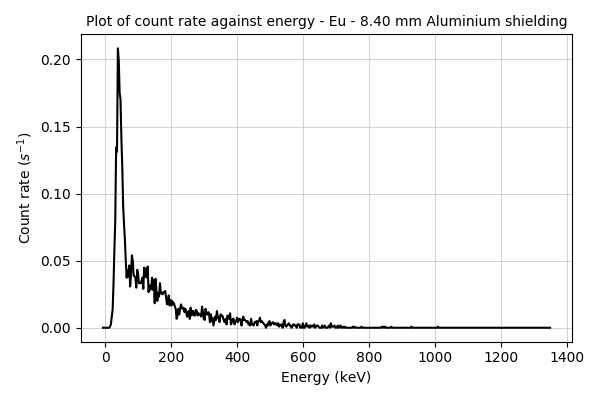 Plot of count rate against energy - Eu - 8.40 mm Aluminium shielding
0.20
0.15
0.10
0.05
0.00
Count rate (s⁻¹)
0 200 400 600 800 1000 1200 1400
Energy (keV)